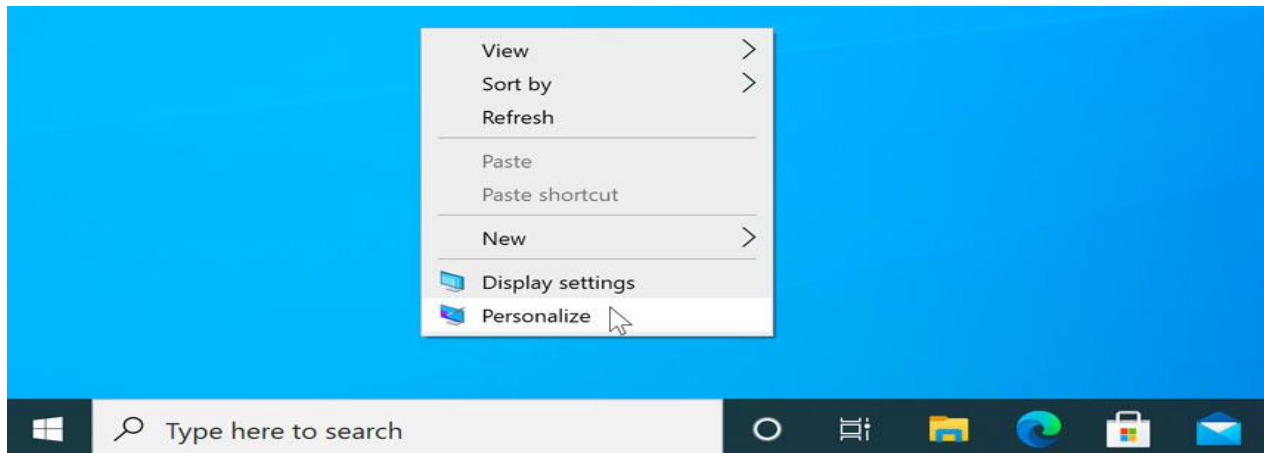 View
Sort by
Refresh
Paste
Paste shortcut
New
Display settings
Personalize
Type here to search